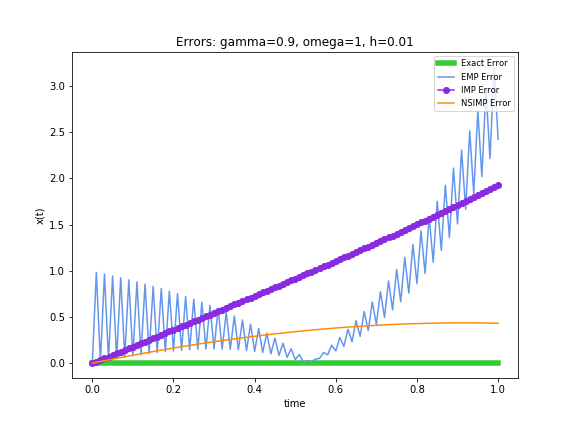 Errors: gamma=0.9, omega=1, h=0.01
Exact Error
EMP Error
IMP Error
NSIMP Error
3.0
2.5
2.0
1.5
1.0
0.5
0.0
x(t)
0.0 0.2 0.4 0.6 0.8 1.0
time